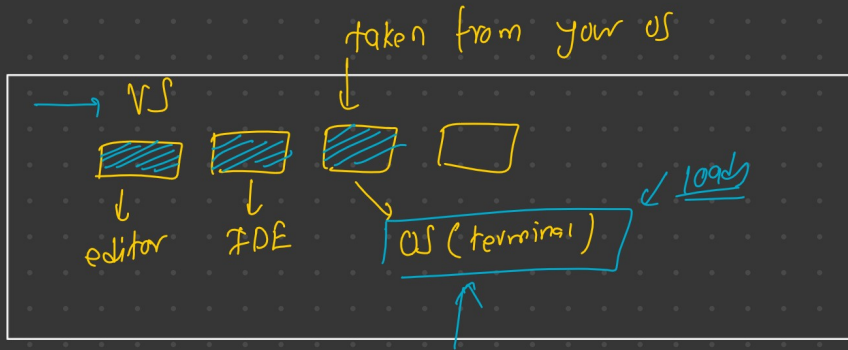 taken from your OS
VS
loads
editor
IDE
OS (terminal)